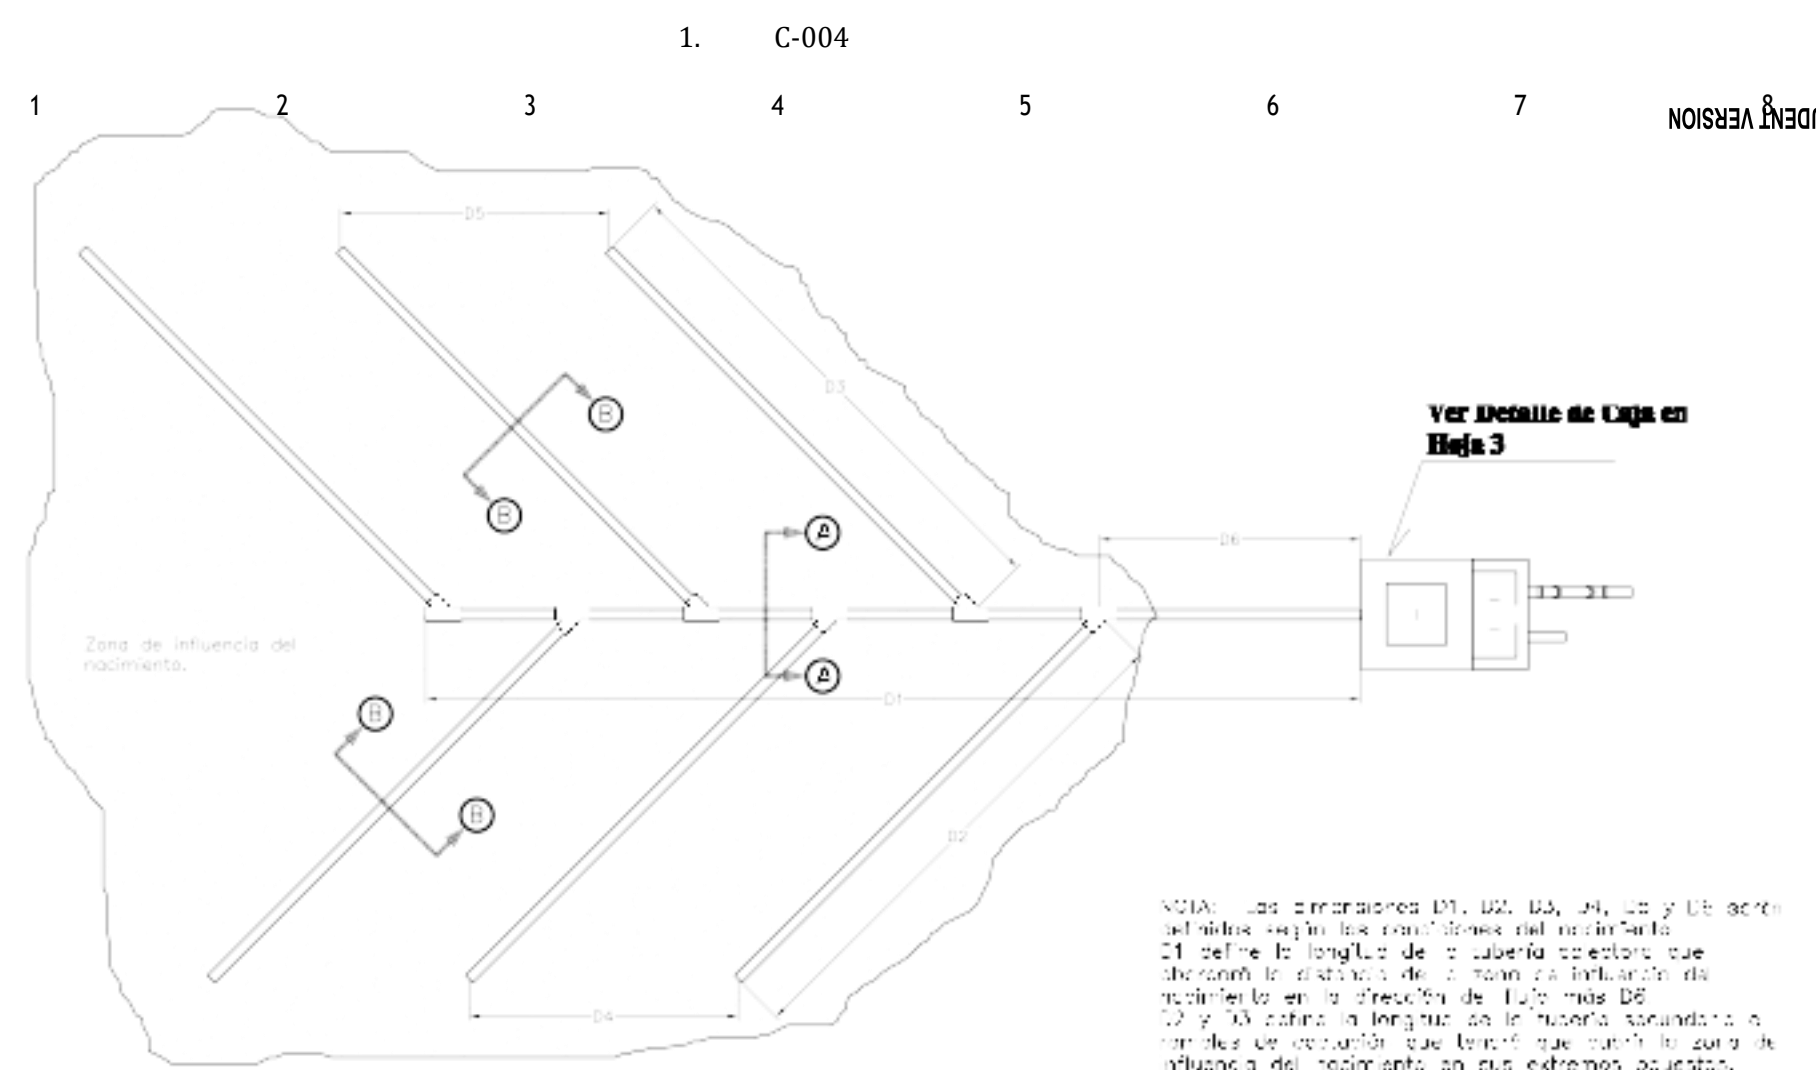 1. C-004
1 2 3 4 5 6 7 8
UDENT VERSION
D5
D3
B
B
Ver Detalle de Caja en
Hoja 3
A
D6
Zona de influencia del
nacimiento.
A
D1
B
B
D2
D4
NOTA: Las dimensiones D1, D2, D3, D4, D5 y D6 serán
definidas según las condiciones del nacimiento
D1 define la longitud de la tubería colectora que
la distancia de la zona de influencia del
nacimiento en la dirección de flujo más D6
D2 y D3 define la longitud de la tubería secundaria o
ramales de captación que tendrá que cubrir la zona de
influencia del nacimiento en sus extremos opuestos.